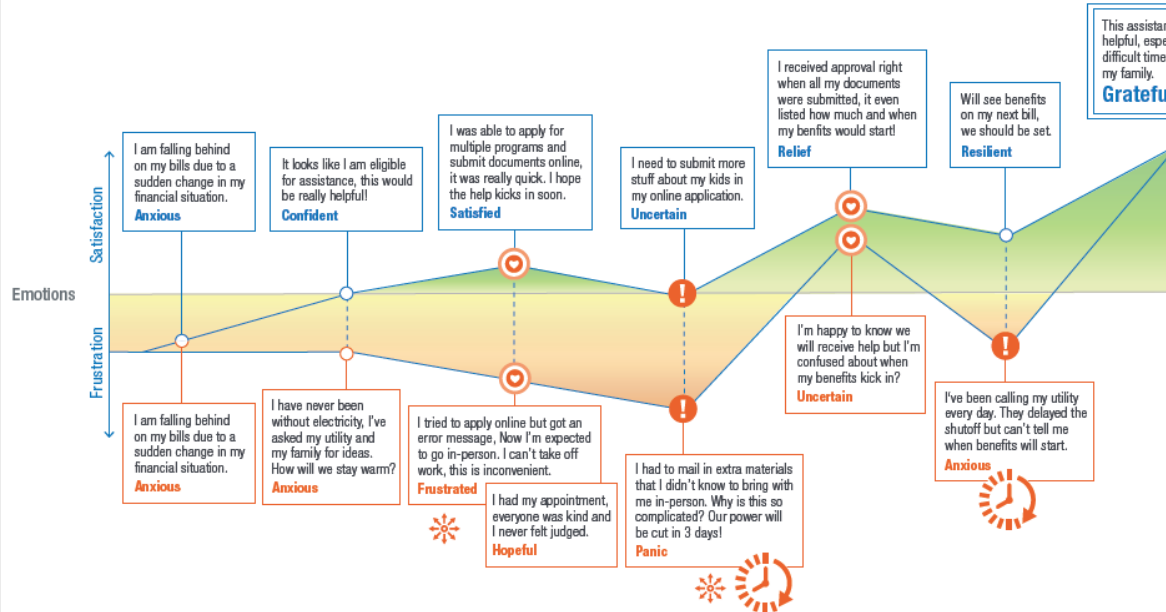 This
helpful,
difficult time
my family.
I received approval right
when all my documents
were submitted, it even
listed how much and when
my benfits would start!
Relief
Will see benefits
on my next bill,
we should be set.
Resilient
I was able to apply for
multiple programs and
submit documents online,
it was really quick. I hope
the help kicks in soon.
Satisfied
I am falling behind
on my bills due to a
sudden change in my
financial situation.
Anxious
It looks like I am eligible
for assistance, this would
be really helpful!
Confident
I need to submit more
stuff about my kids in
my online application.
Uncertain
Satisfaction
Emotions
Frustration
I am falling behind
on my bills due to a
sudden change in my
financial situation.
Anxious
I have never been
without electricity, I've
asked my utility and
my family for ideas.
How will we stay warm?
Anxious
I tried to apply online but got an
error message, Now I'm expected
to go in-person. I can't take off
work, this is inconvenient.
Frustrated
I had my appointment,
everyone was kind and
I never felt judged.
Hopeful
I had to mail in extra materials
that I didn't know to bring with
me in-person. Why is this so
complicated? Our power will
be cut in 3 days!
Panic
I'm happy to know we
will receive help but I'm
confused about when
my benefits kick in?
Uncertain
I've been calling my utility
every day. They delayed the
shutoff but can't tell me
when benefits will start.
Anxious